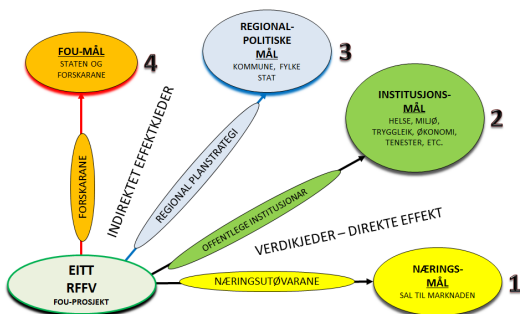 FOU-MÅL
STATEN OG
FORSKARANE
4
REGIONAL-
POLITISKE
MÅL
KOMMUNE, FYLKE
STAT
3
INSTITUSJONS-
MÅL
HELSE, MILJØ,
TRYGGLEIK, ØKONOMI,
TENESTER, ETC.
2
FORSKARANE
INDIREKTET EFFEKTKJEDER
REGIONAL PLANSTRATEGI
OFFENTLEGE INSTITUSJONAR
VERDIKJEDER – DIREKTE EFFEKT
EITT
RFFV
FOU-PROSJEKT
NÆRINGSUTØVARANE
NÆRINGS-
MÅL
SAL TIL MARKNADEN
1